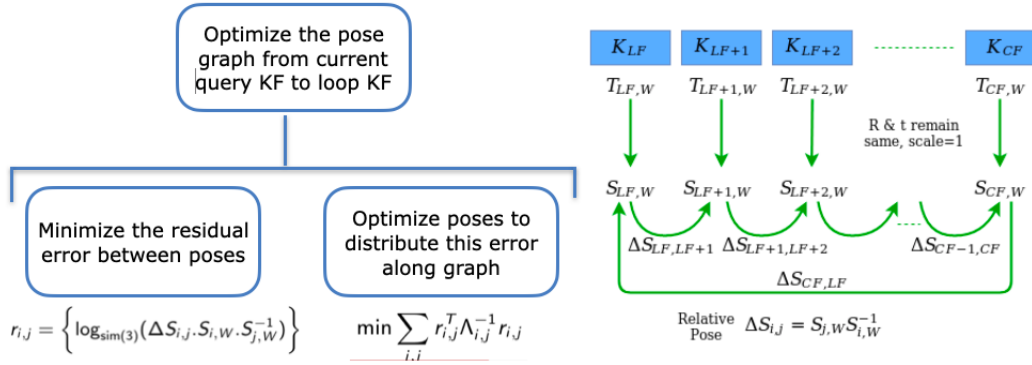 Optimize the pose
graph from current
query KF to loop KF
Minimize the residual
error between poses
Optimize poses to
distribute this error
along graph
r_{i,j} = {log_{sim(3)}(ΔS_{i,j}.S_{i,W}.S_{j,W}^{-1})}
min ∑_{i,j} r_{i,j}^T Λ_{i,j}^{-1} r_{i,j}
K_{LF} K_{LF+1} K_{LF+2} K_{CF}
T_{LF,W} T_{LF+1,W} T_{LF+2,W} T_{CF,W}
R & t remain
same, scale=1
S_{LF,W} S_{LF+1,W} S_{LF+2,W} S_{CF,W}
ΔS_{LF,LF+1} ΔS_{LF+1,LF+2} ΔS_{CF−1,CF}
ΔS_{CF,LF}
Relative
Pose
ΔS_{i,j} = S_{j,W}S_{i,W}^{-1}